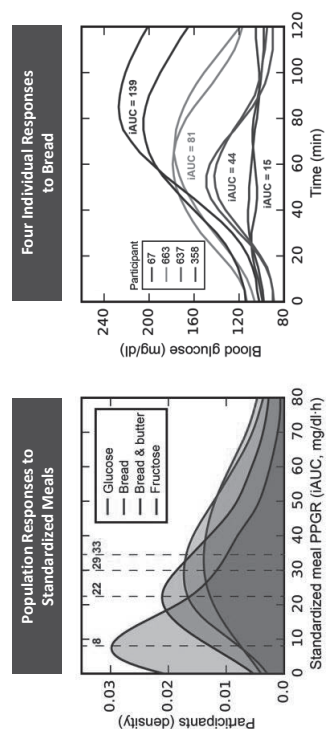 Population Responses to
Standardized Meals
Participants (density)
0.03
0.02
0.01
0.0
8
22
29
33
Glucose
Bread
Bread & butter
Fructose
0
10
20
30
40
50
60
70
80
Standardized meal PPGR (iAUC, mg/dl·h)
Four Individual Responses
to Bread
Blood glucose (mg/dl)
240
200
160
120
80
Participant
67
663
637
358
iAUC = 139
iAUC = 81
iAUC = 44
iAUC = 15
0
20
40
60
80
100
120
Time (min)